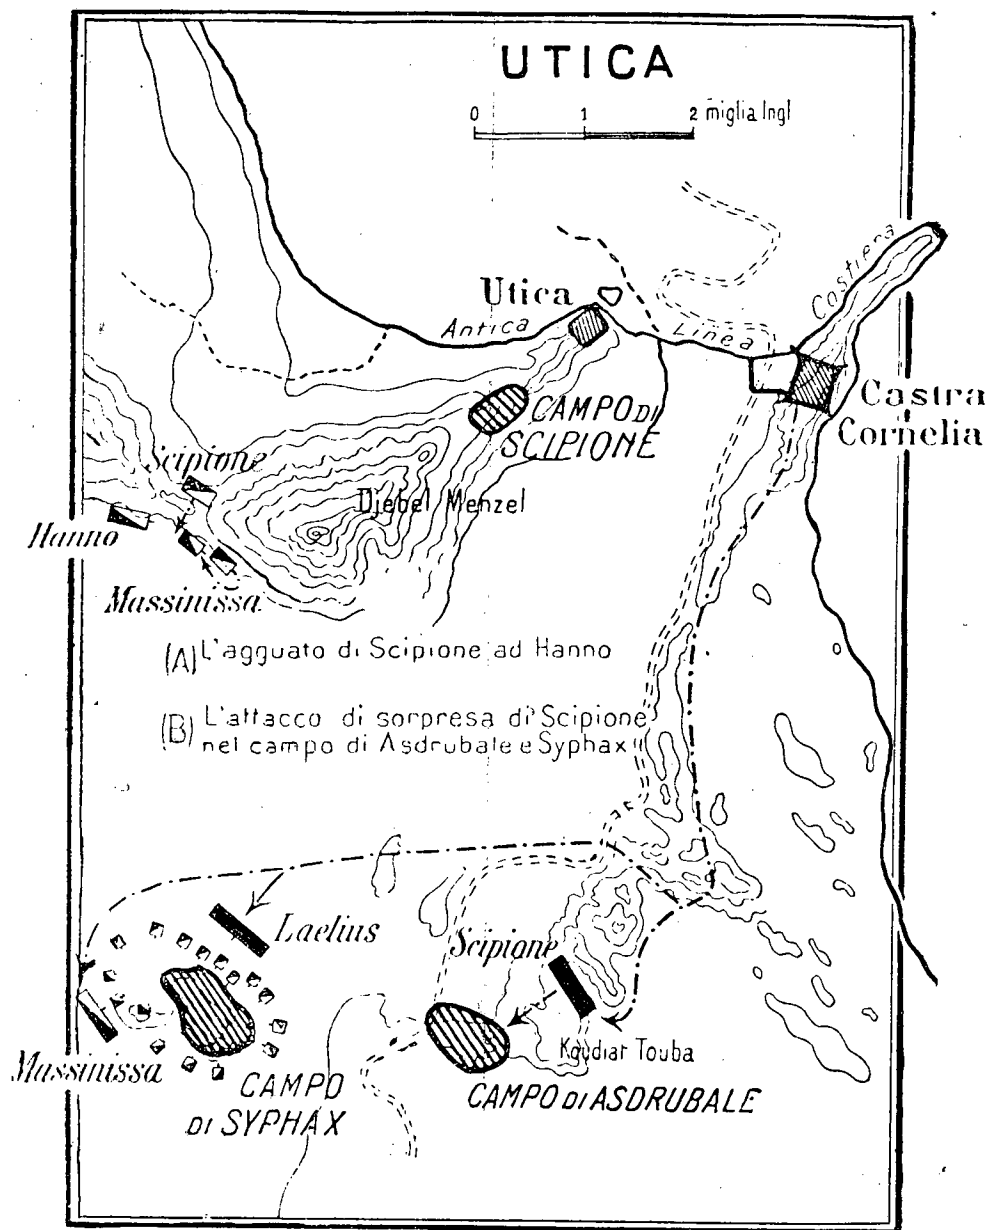 UTICA
0 1 2 miglia Ingl
Costiera
Utica
Antica
Linea
Castra
Cornelia
CAMPO DI
SCIPIONE
Scipione
Djebel Menzel
Hanno
Massinissa
(A) L'agguato di Scipione ad Hanno
(B) L'attacco di sorpresa di Scipione
nel campo di Asdrubale e Syphax
Laelius
Scipione
Massinissa
Koudiat Touba
CAMPO
DI SYPHAX
CAMPO DI ASDRUBALE